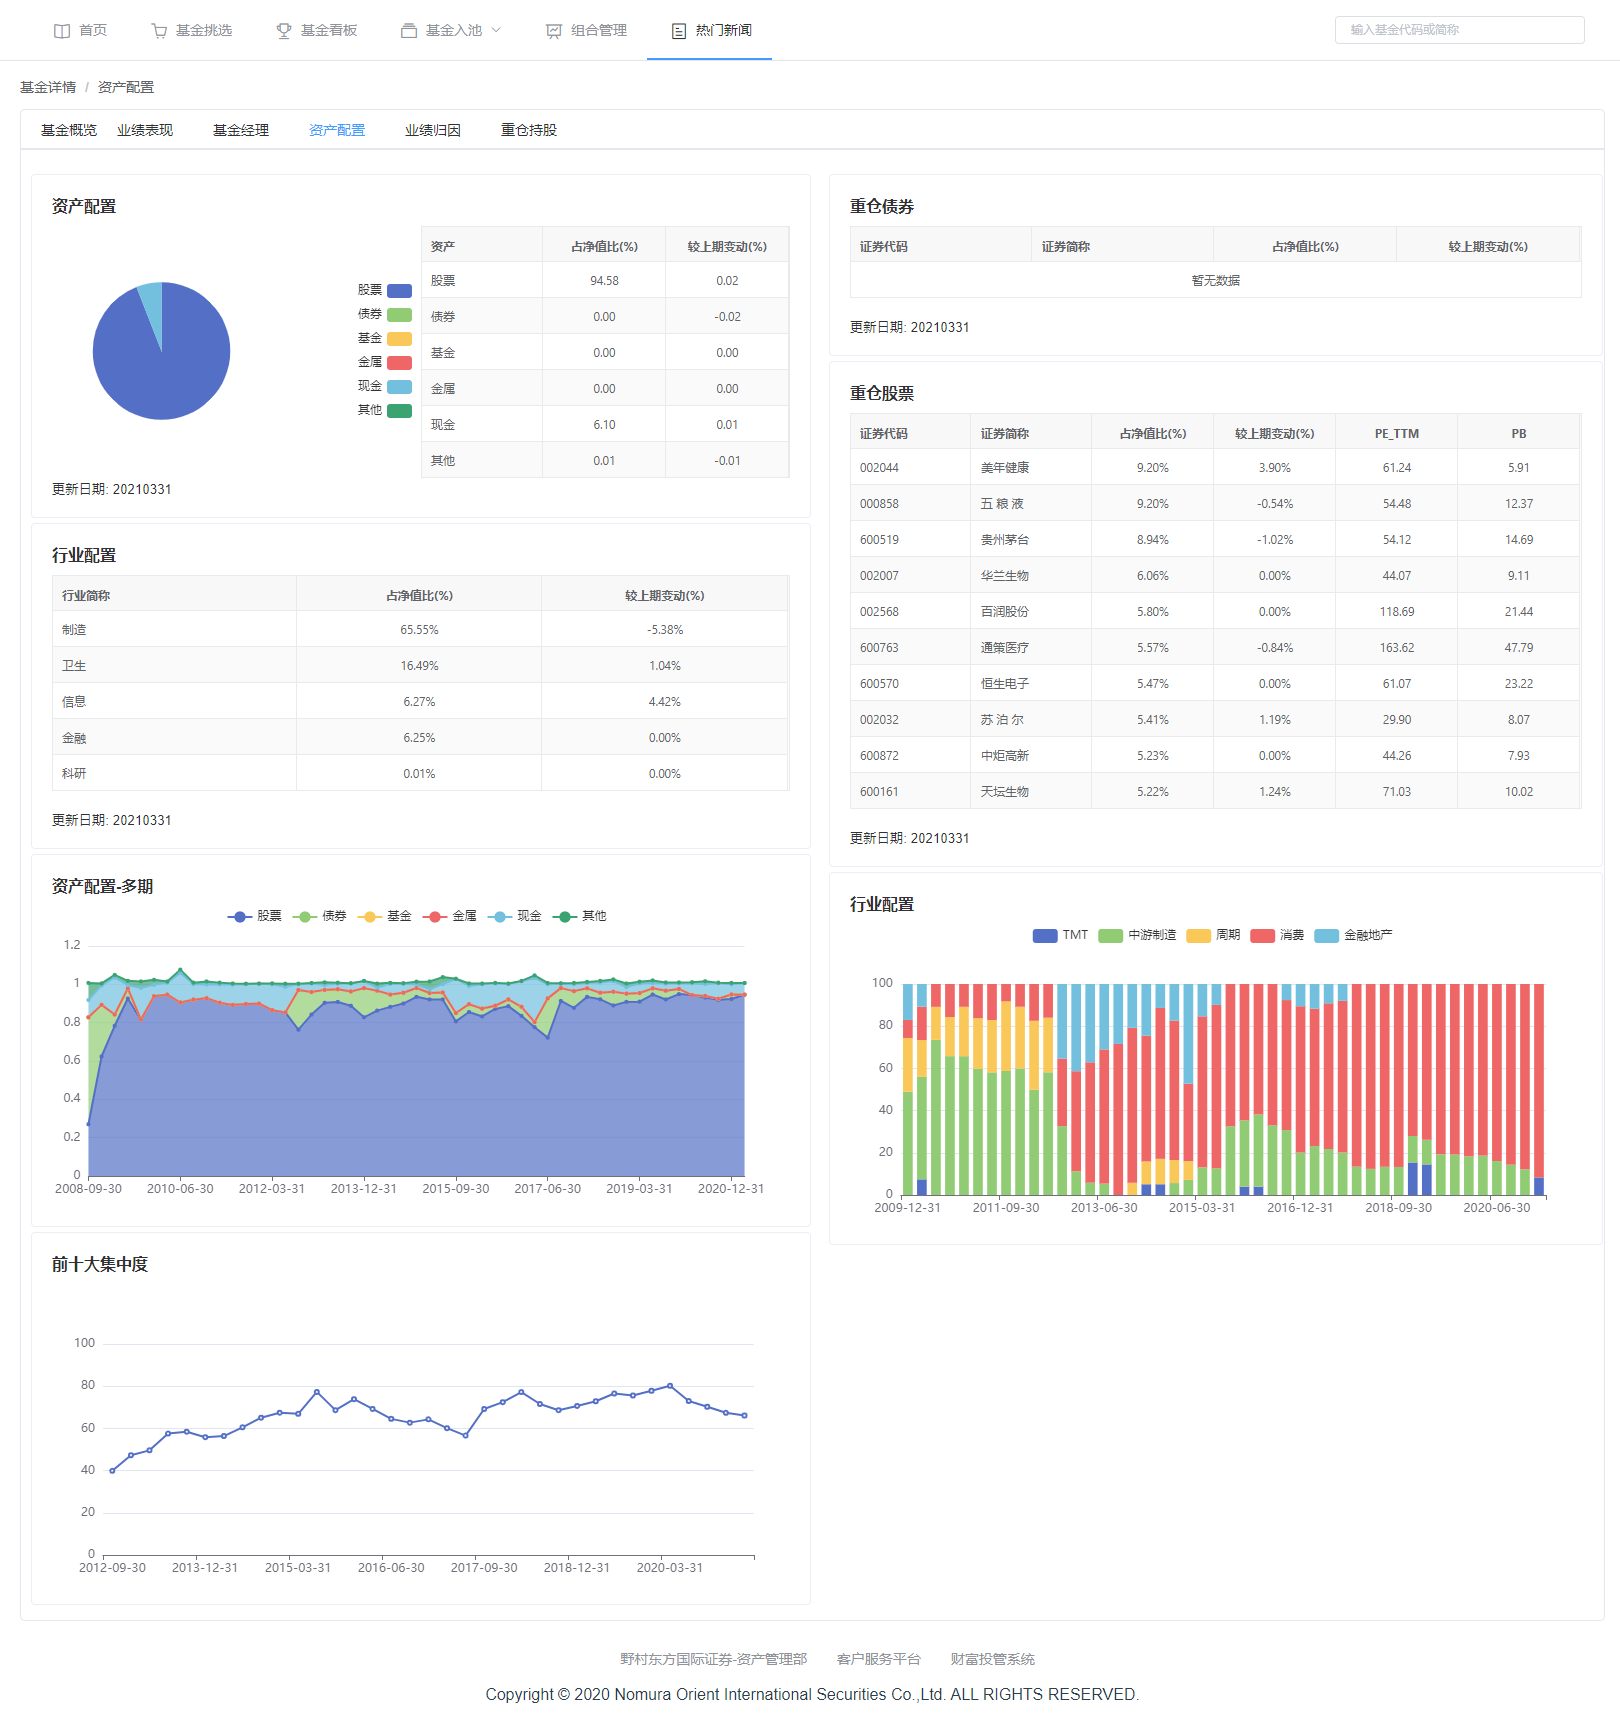 首页 基金挑选 基金看板 基金入池 组合管理 热门新闻 输入基金代码或简称
基金详情 / 资产配置
基金概览 业绩表现 基金经理 资产配置 业绩归因 重仓持股
资产配置
股票
债券
基金
金属
现金
其他
资产 占净值比(%) 较上期变动(%)
股票 94.58 0.02
债券 0.00 -0.02
基金 0.00 0.00
金属 0.00 0.00
现金 6.10 0.01
其他 0.01 -0.01
更新日期: 20210331
行业配置
行业简称 占净值比(%) 较上期变动(%)
制造 65.55% -5.38%
卫生 16.49% 1.04%
信息 6.27% 4.42%
金融 6.25% 0.00%
科研 0.01% 0.00%
更新日期: 20210331
资产配置-多期
股票 债券 基金 金属 现金 其他
1.2
1
0.8
0.6
0.4
0.2
0
2008-09-30 2010-06-30 2012-03-31 2013-12-31 2015-09-30 2017-06-30 2019-03-31 2020-12-31
前十大集中度
100
80
60
40
20
0
2012-09-30 2013-12-31 2015-03-31 2016-06-30 2017-09-30 2018-12-31 2020-03-31
重仓债券
证券代码 证券简称 占净值比(%) 较上期变动(%)
暂无数据
更新日期: 20210331
重仓股票
证券代码 证券简称 占净值比(%) 较上期变动(%) PE_TTM PB
002044 美年健康 9.20% 3.90% 61.24 5.91
000858 五 粮 液 9.20% -0.54% 54.48 12.37
600519 贵州茅台 8.94% -1.02% 54.12 14.69
002007 华兰生物 6.06% 0.00% 44.07 9.11
002568 百润股份 5.80% 0.00% 118.69 21.44
600763 通策医疗 5.57% -0.84% 163.62 47.79
600570 恒生电子 5.47% 0.00% 61.07 23.22
002032 苏 泊 尔 5.41% 1.19% 29.90 8.07
600872 中炬高新 5.23% 0.00% 44.26 7.93
600161 天坛生物 5.22% 1.24% 71.03 10.02
更新日期: 20210331
行业配置
TMT 中游制造 周期 消费 金融地产
100
80
60
40
20
0
2009-12-31 2011-09-30 2013-06-30 2015-03-31 2016-12-31 2018-09-30 2020-06-30
野村东方国际证券-资产管理部 客户服务平台 财富投管系统
Copyright © 2020 Nomura Orient International Securities Co.,Ltd. ALL RIGHTS RESERVED.